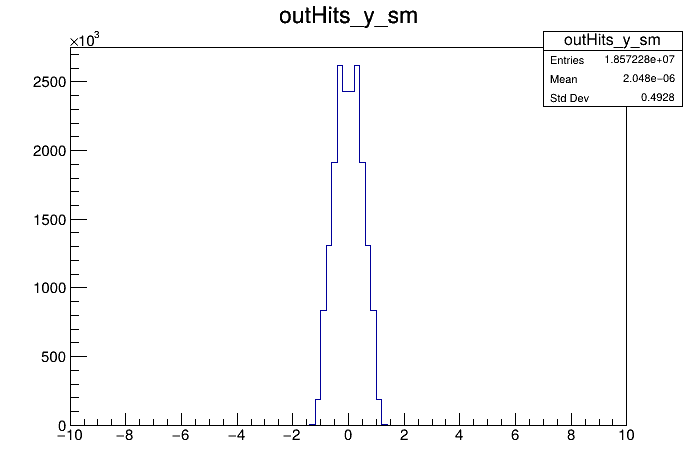 outHits_y_sm
×10³
outHits_y_sm
Entries 1.857228e+07
Mean 2.048e−06
Std Dev 0.4928
2500
2000
1500
1000
500
0
−10 −8 −6 −4 −2 0 2 4 6 8 10